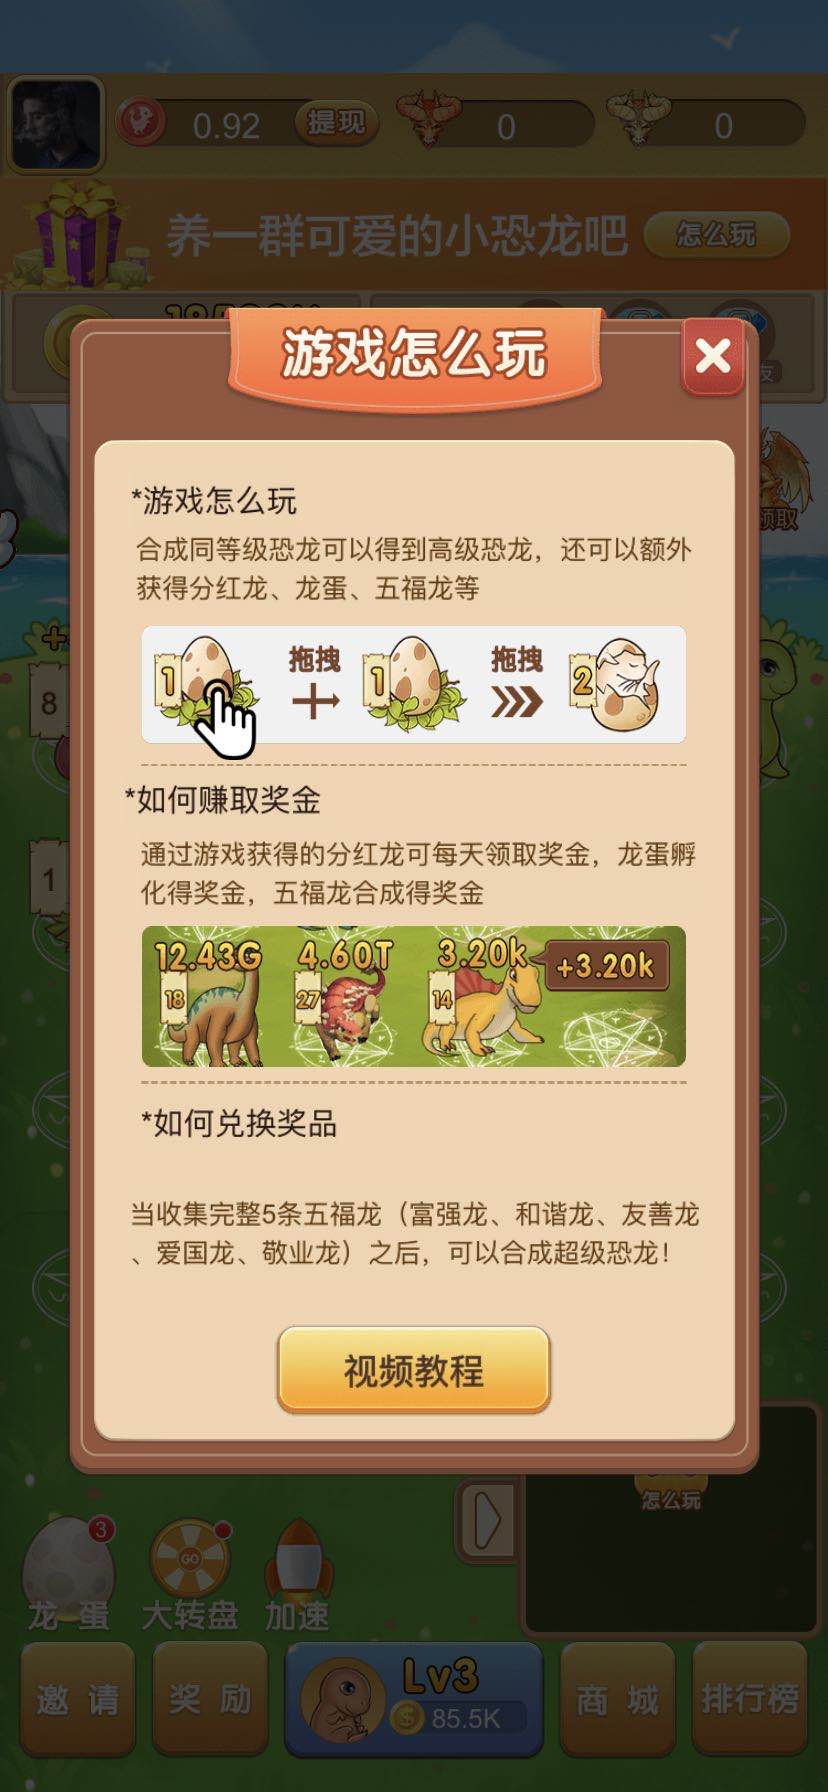 0.92 提现 0 0
养一群可爱的小恐龙吧 怎么玩
游戏怎么玩
*游戏怎么玩
合成同等级恐龙可以得到高级恐龙，还可以额外
获得分红龙、龙蛋、五福龙等
拖拽 拖拽
1 1 2
8
*如何赚取奖金
通过游戏获得的分红龙可每天领取奖金，龙蛋孵
化得奖金，五福龙合成得奖金
1
12.43G 4.60T 3.20k +3.20k
18 27 14
*如何兑换奖品
当收集完整5条五福龙（富强龙、和谐龙、友善龙
、爱国龙、敬业龙）之后，可以合成超级恐龙！
视频教程
怎么玩
3
GO
龙 蛋 大转盘 加速
邀 请 奖 励 Lv3 85.5K 商 城 排行榜